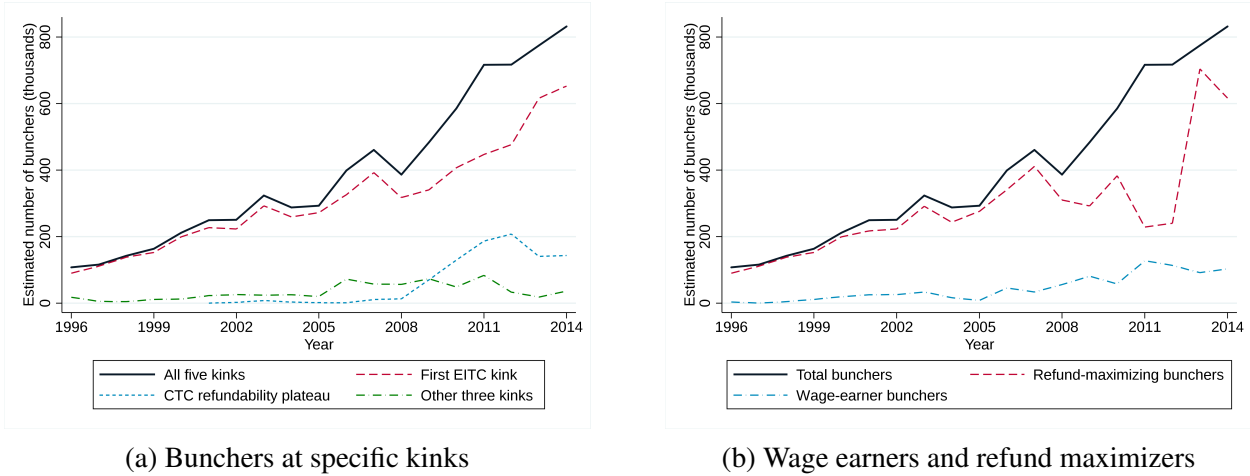 Estimated number of bunchers (thousands)
800
600
400
200
0
1996 1999 2002 2005 2008 2011 2014
Year
All five kinks First EITC kink
CTC refundability plateau Other three kinks
(a) Bunchers at specific kinks
Estimated number of bunchers (thousands)
800
600
400
200
0
1996 1999 2002 2005 2008 2011 2014
Year
Total bunchers Refund-maximizing bunchers
Wage-earner bunchers
(b) Wage earners and refund maximizers